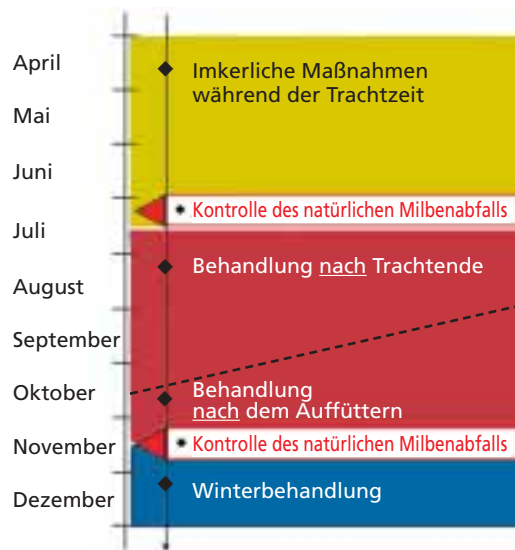 April
Imkerliche Maßnahmen
während der Trachtzeit
Mai
Juni
Kontrolle des natürlichen Milbenabfalls
Juli
Behandlung nach Trachtende
August
September
Oktober
Behandlung
nach dem Auffüttern
November
Kontrolle des natürlichen Milbenabfalls
Dezember
Winterbehandlung